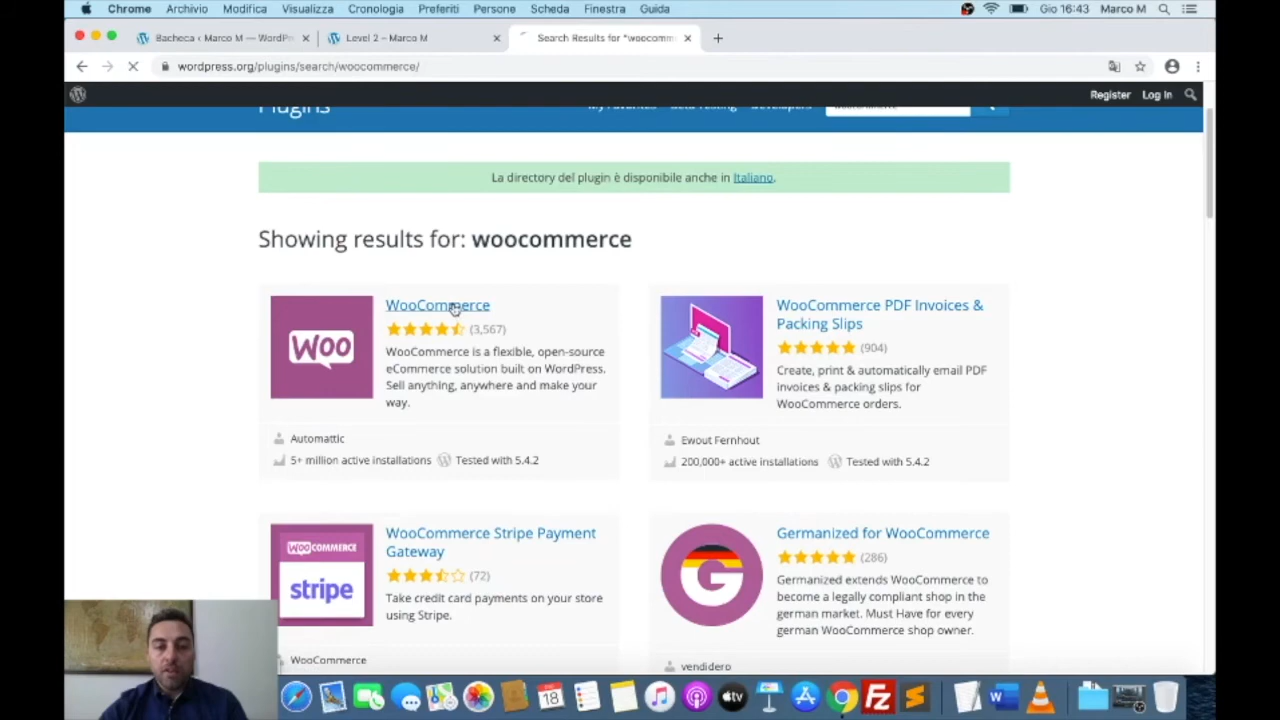 Chrome Archivio Modifica Visualizza Cronologia Preferiti Persone Scheda Finestra Guida Gio 16:43 Marco M
Bacheca ‹ Marco M — WordPr Level 2 – Marco M Search Results for "woocomm
wordpress.org/plugins/search/woocommerce/
Register Log In
Plugins
La directory del plugin è disponibile anche in Italiano.
Showing results for: woocommerce
WOO
WooCommerce
(3,567)
WooCommerce is a flexible, open-source
eCommerce solution built on WordPress.
Sell anything, anywhere and make your
way.
Automattic
5+ million active installations Tested with 5.4.2
WooCommerce PDF Invoices &
Packing Slips
(904)
Create, print & automatically email PDF
invoices & packing slips for
WooCommerce orders.
Ewout Fernhout
200,000+ active installations Tested with 5.4.2
WOO COMMERCE
stripe
WooCommerce Stripe Payment
Gateway
(72)
Take credit card payments on your store
using Stripe.
WooCommerce
G
Germanized for WooCommerce
(286)
Germanized extends WooCommerce to
become a legally compliant shop in the
german market. Must Have for every
german WooCommerce shop owner.
vendidero
18
tv
Fz
W